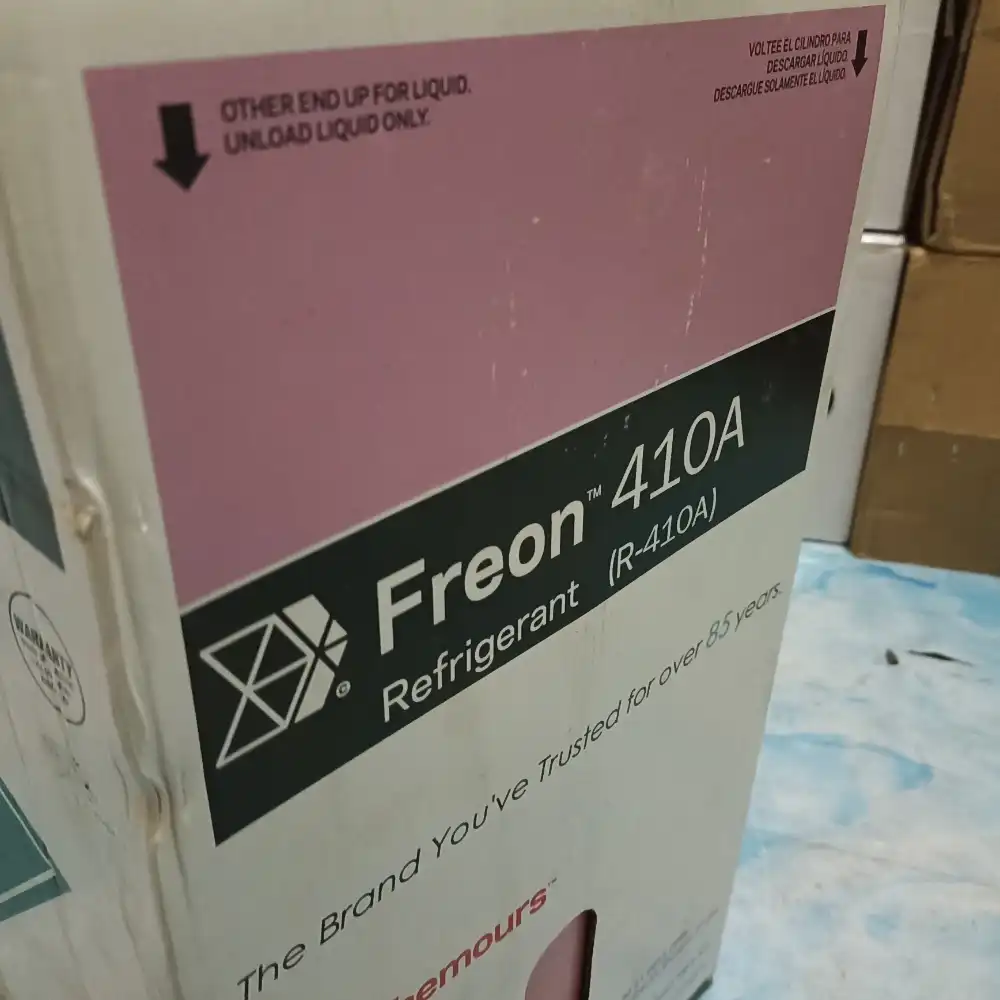 OTHER END UP FOR LIQUID.
UNLOAD LIQUID ONLY.
VOLTEE EL CILINDRO PARA
DESCARGAR LÍQUIDO.
DESCARGUE SOLAMENTE EL LÍQUIDO.
Freon™ 410A
Refrigerant (R-410A)
The Brand You've Trusted for over 85 years.
hemours™
WARRANTY